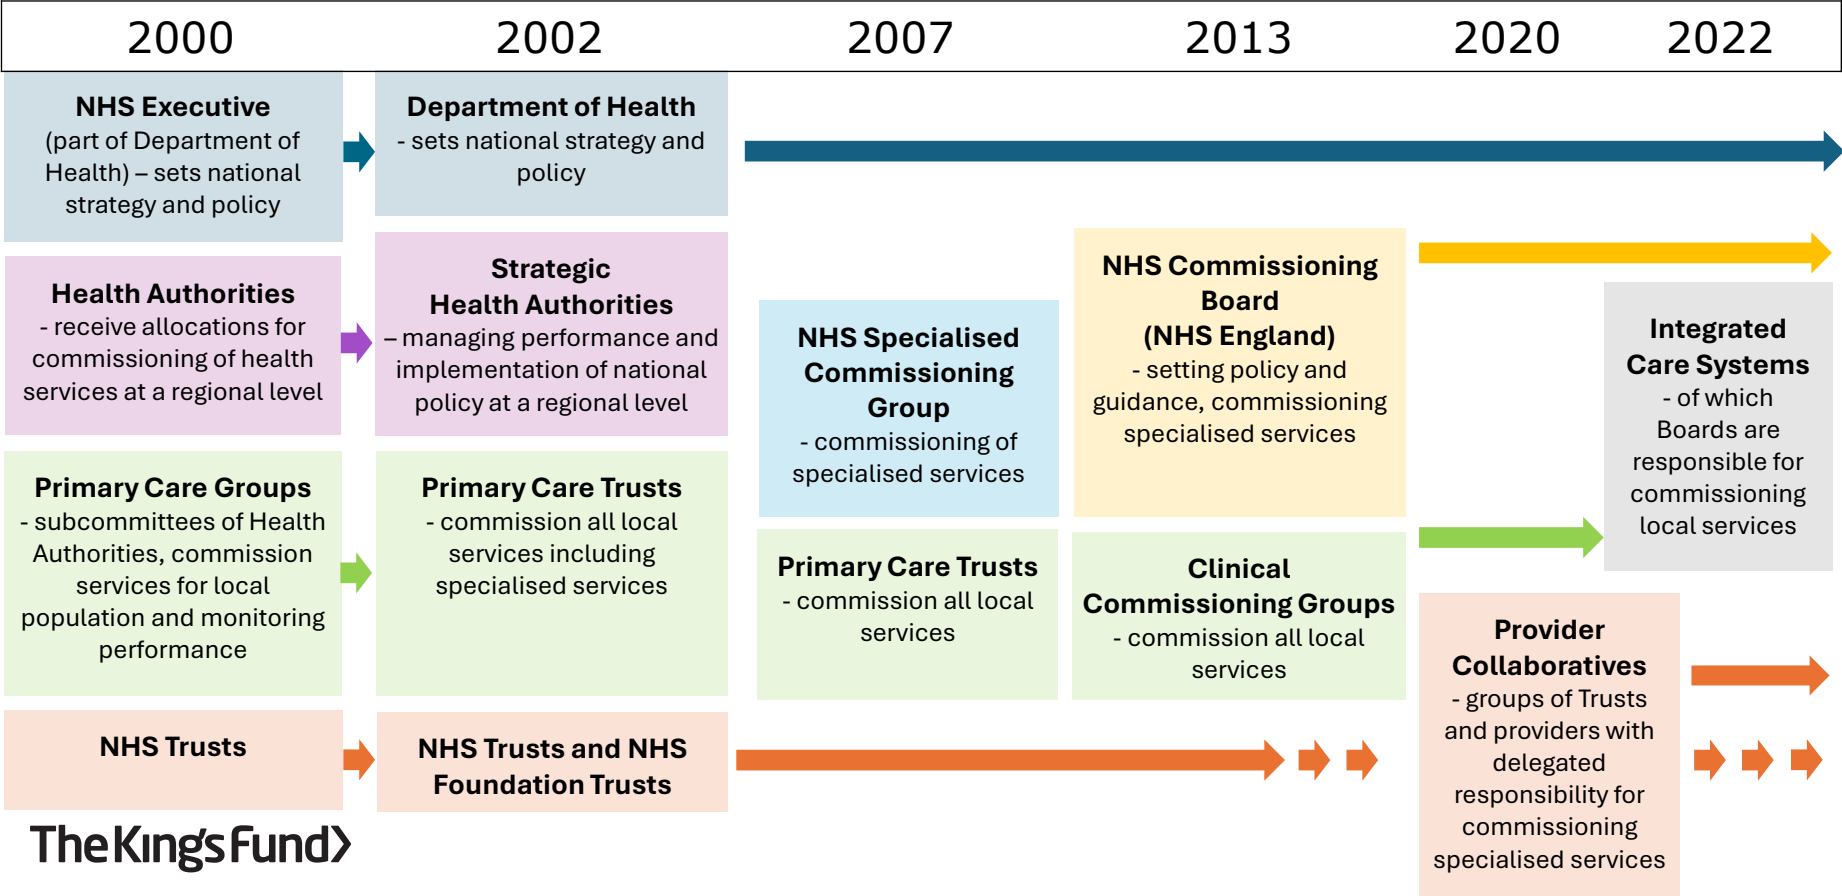 2000
2002
2007
2013
2020
2022
NHS Executive
(part of Department of
Health) – sets national
strategy and policy
Department of Health
- sets national strategy and
policy
Health Authorities
- receive allocations for
commissioning of health
services at a regional level
Strategic
Health Authorities
– managing performance and
implementation of national
policy at a regional level
NHS Specialised
Commissioning
Group
- commissioning of
specialised services
NHS Commissioning
Board
(NHS England)
- setting policy and
guidance, commissioning
specialised services
Integrated
Care Systems
- of which
Boards are
responsible for
commissioning
local services
Primary Care Groups
- subcommittees of Health
Authorities, commission
services for local
population and monitoring
performance
Primary Care Trusts
- commission all local
services including
specialised services
Primary Care Trusts
- commission all local
services
Clinical
Commissioning Groups
- commission all local
services
Provider
Collaboratives
- groups of Trusts
and providers with
delegated
responsibility for
commissioning
specialised services
NHS Trusts
NHS Trusts and NHS
Foundation Trusts
TheKingsFund>